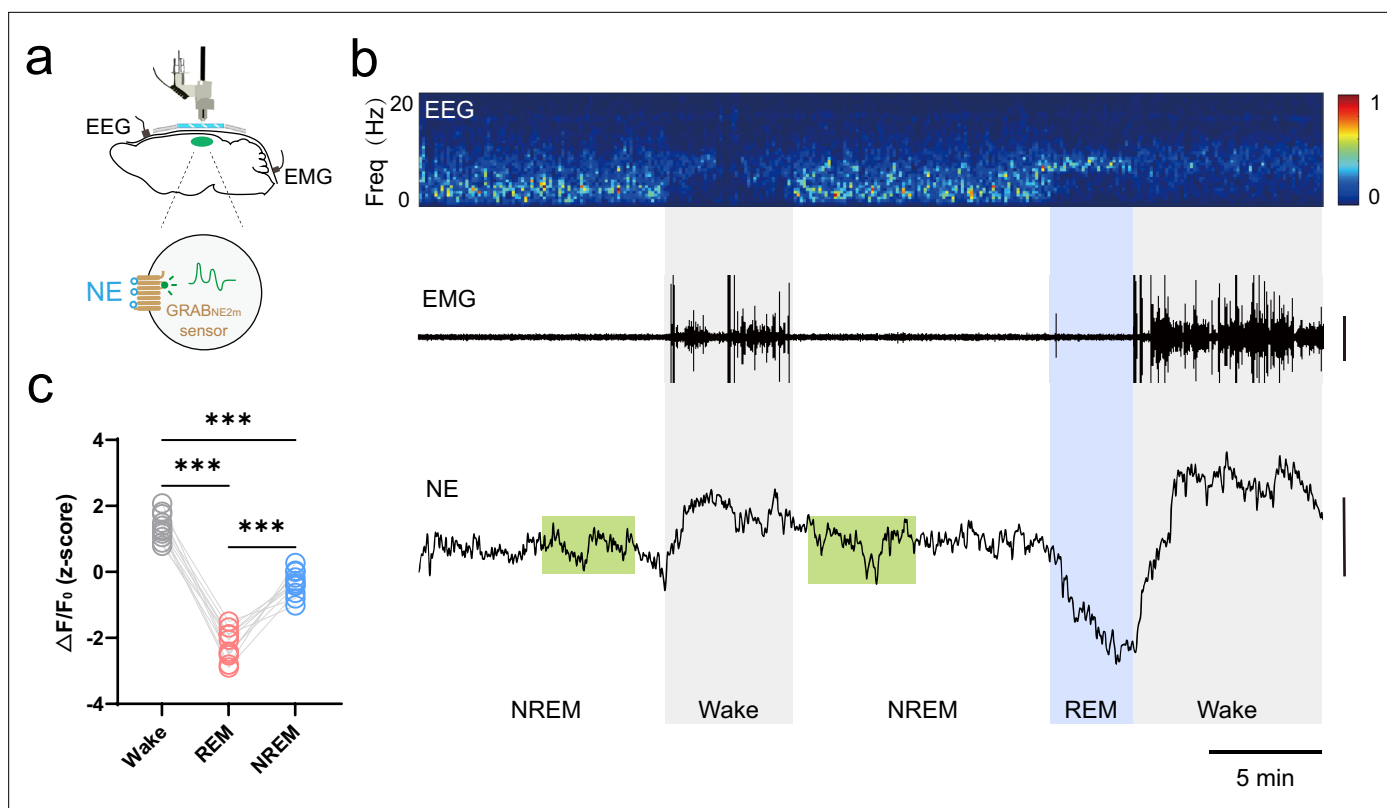 a
EEG
EMG
NE
GRABNE2m
sensor
b
EEG
Freq（Hz)
20
0
1
0
EMG
NE
NREM
Wake
NREM
REM
Wake
5 min
c
***
***
***
△F/F₀ (z-score)
4
2
0
-2
-4
Wake
REM
NREM